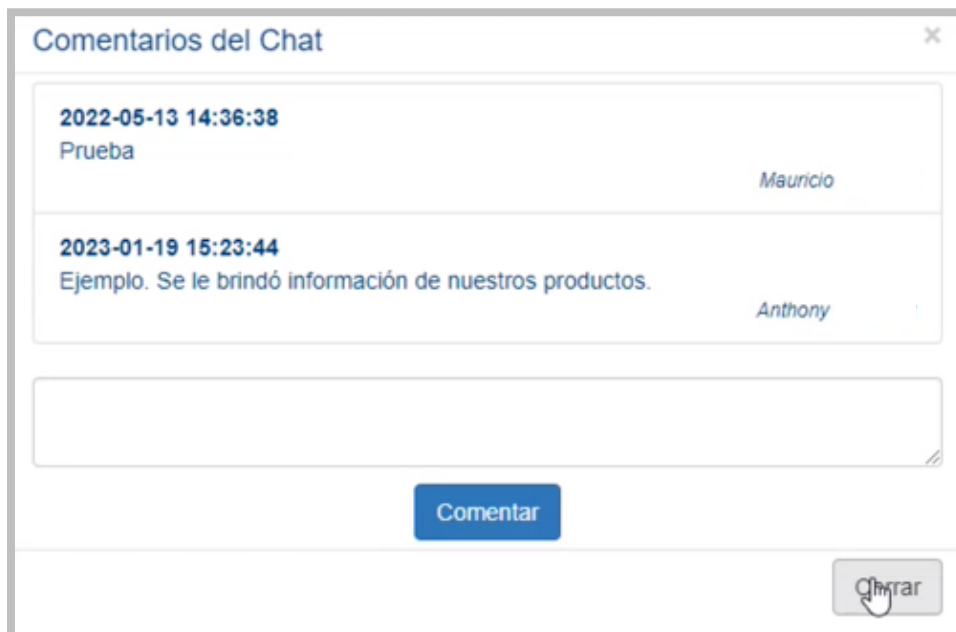 Comentarios del Chat
×
2022-05-13 14:36:38
Prueba
Mauricio
2023-01-19 15:23:44
Ejemplo. Se le brindó información de nuestros productos.
Anthony
Comentar
Cerrar